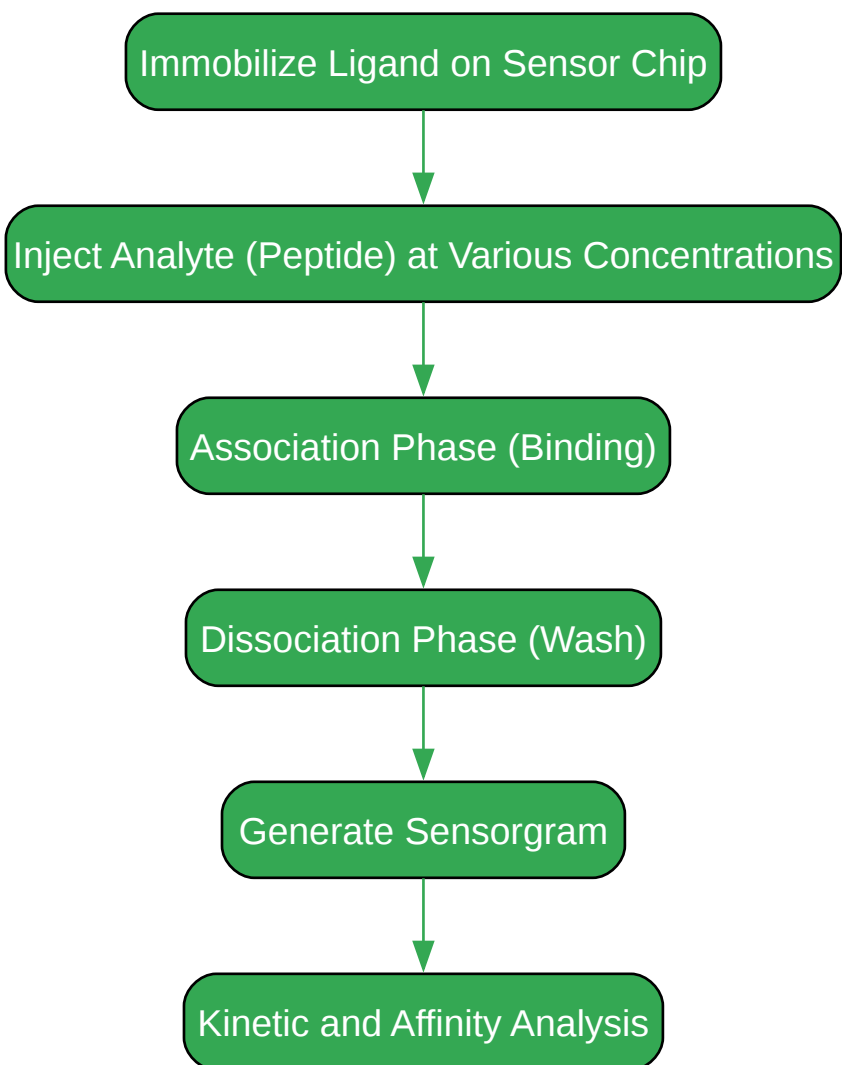 Immobilize Ligand on Sensor Chip
Inject Analyte (Peptide) at Various Concentrations
Association Phase (Binding)
Dissociation Phase (Wash)
Generate Sensorgram
Kinetic and Affinity Analysis